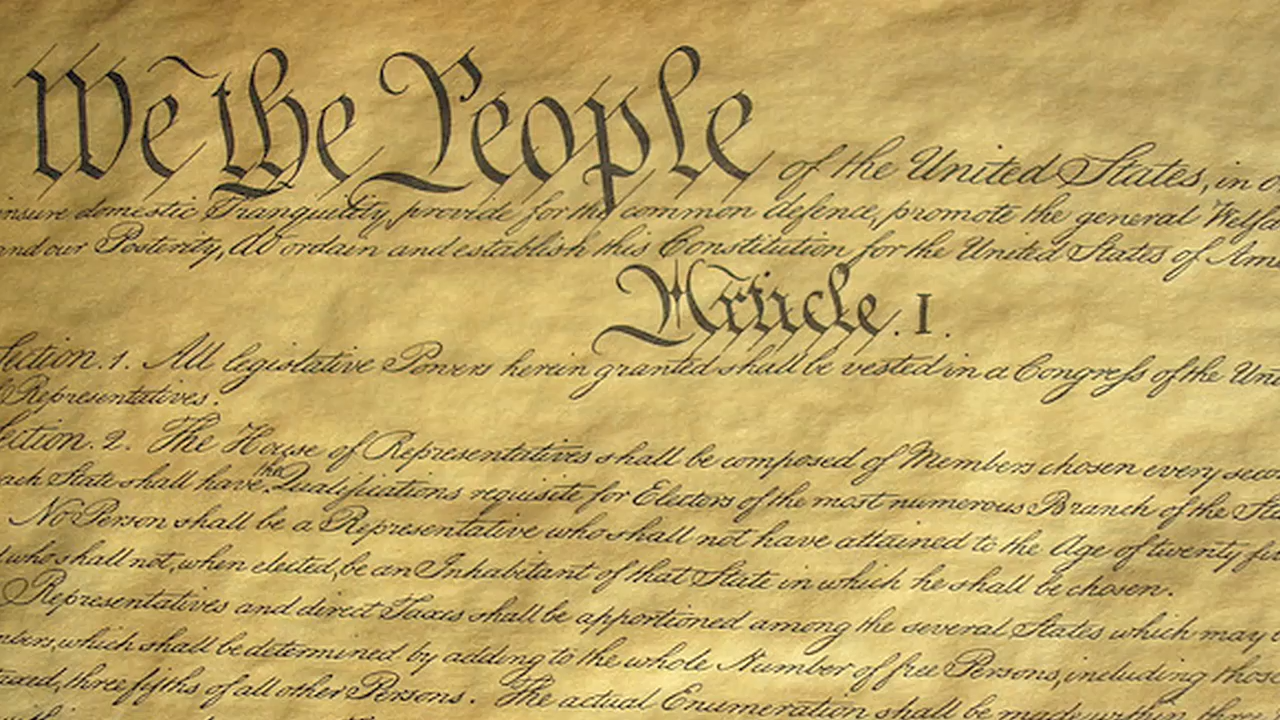 We the People of the United States, in o
insure domestic Tranquility, provide for the common defence, promote the general Welfa
and our Posterity, do ordain and establish this Constitution for the United States of Ame
Article. I.
Section. 1. All legislative Powers herein granted shall be vested in a Congress of the Unit
Representatives.
ection. 2. The House of Representatives shall be composed of Members chosen every seco
ach State shall have the Qualifications requisite for Electors of the most numerous Branch of the Sta
No Person shall be a Representative who shall not have attained to the Age of twenty fiv
who shall not, when elected, be an Inhabitant of that State in which he shall be chosen.
Representatives and direct Taxes shall be apportioned among the several States which may
mbers, which shall be determined by adding to the whole Number of free Persons, including those
taxed, three fifths of all other Persons. The actual Enumeration shall be made within three